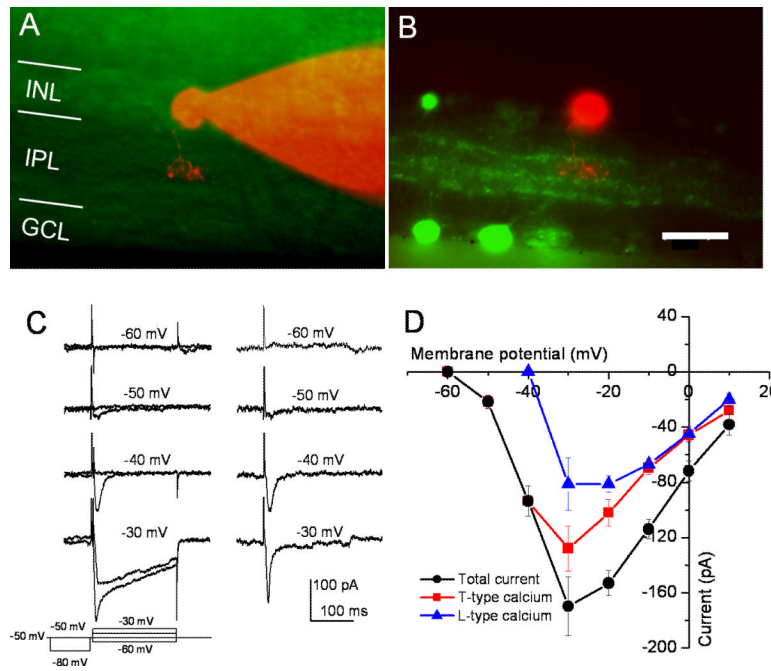 A
INL
IPL
GCL
B
C
-60 mV
-50 mV
-40 mV
-30 mV
-60 mV
-50 mV
-40 mV
-30 mV
100 pA
100 ms
-50 mV
-50 mV
-80 mV
-30 mV
-60 mV
D
Membrane potential (mV)
-60 -40 -20 0 20
40
0
-40
-80
-120
-160
-200
Current (pA)
Total current
T-type calcium
L-type calcium